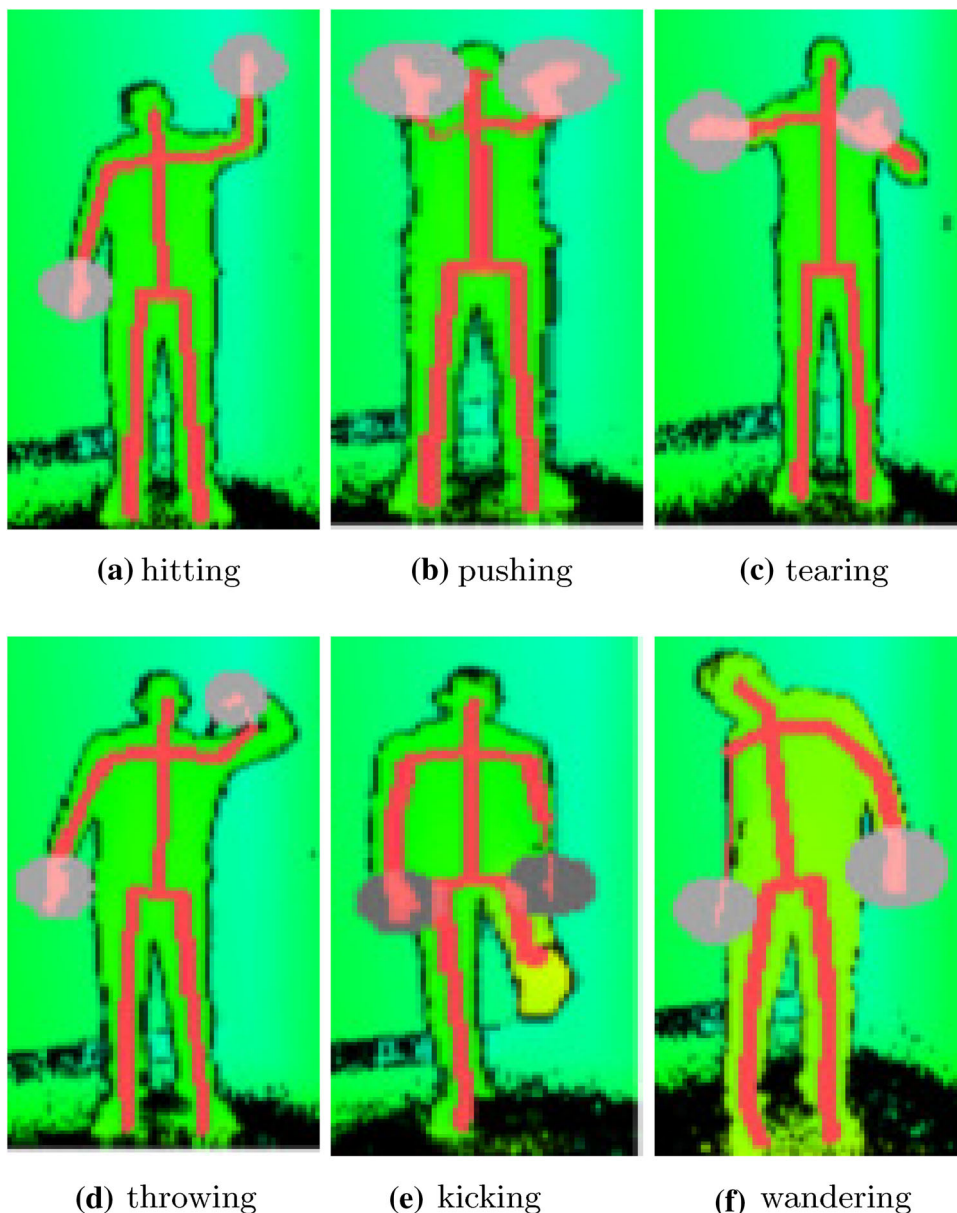 (a) hitting
(b) pushing
(c) tearing
(d) throwing
(e) kicking
(f) wandering